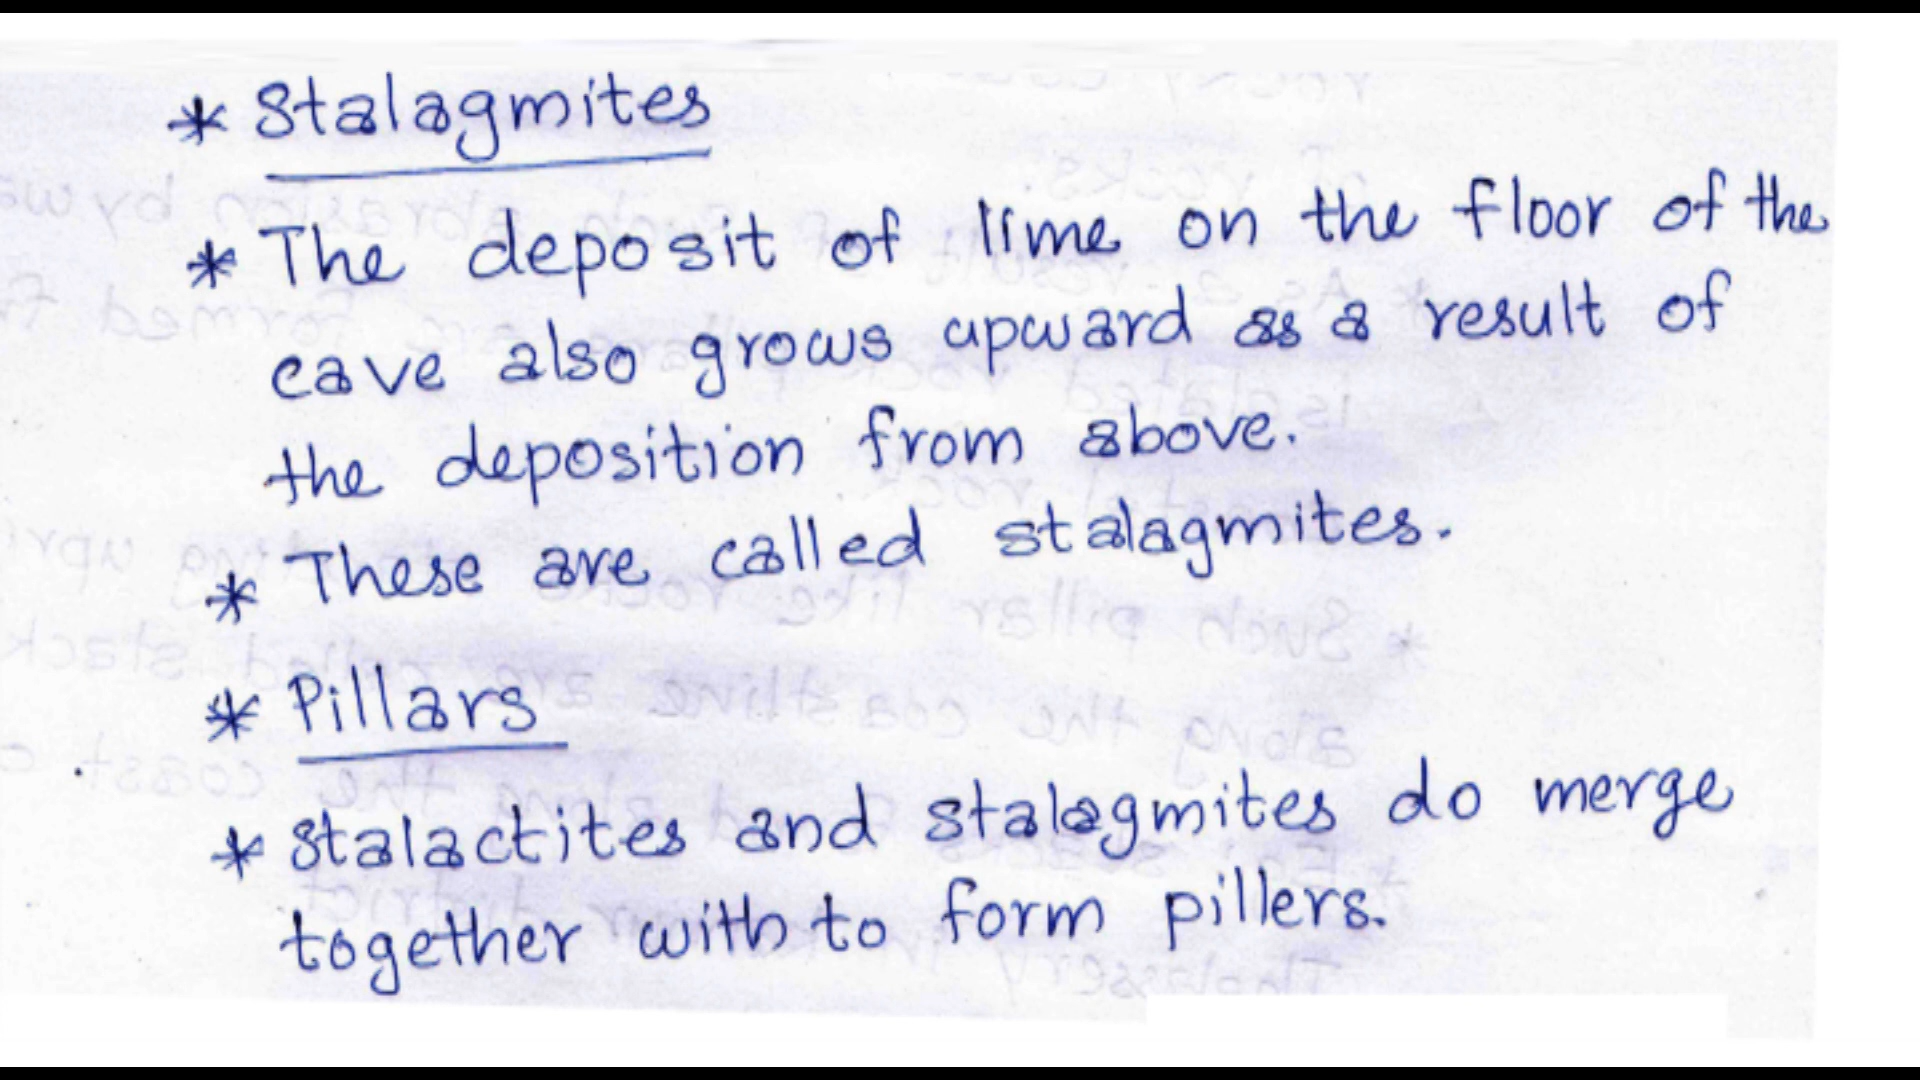 * Stalagmites
* The deposit of lime on the floor of the
cave also grows upward as a result of
the deposition from above.
* These are called stalagmites.
* Pillars
* Stalactites and stalagmites do merge
together with to form pillers.